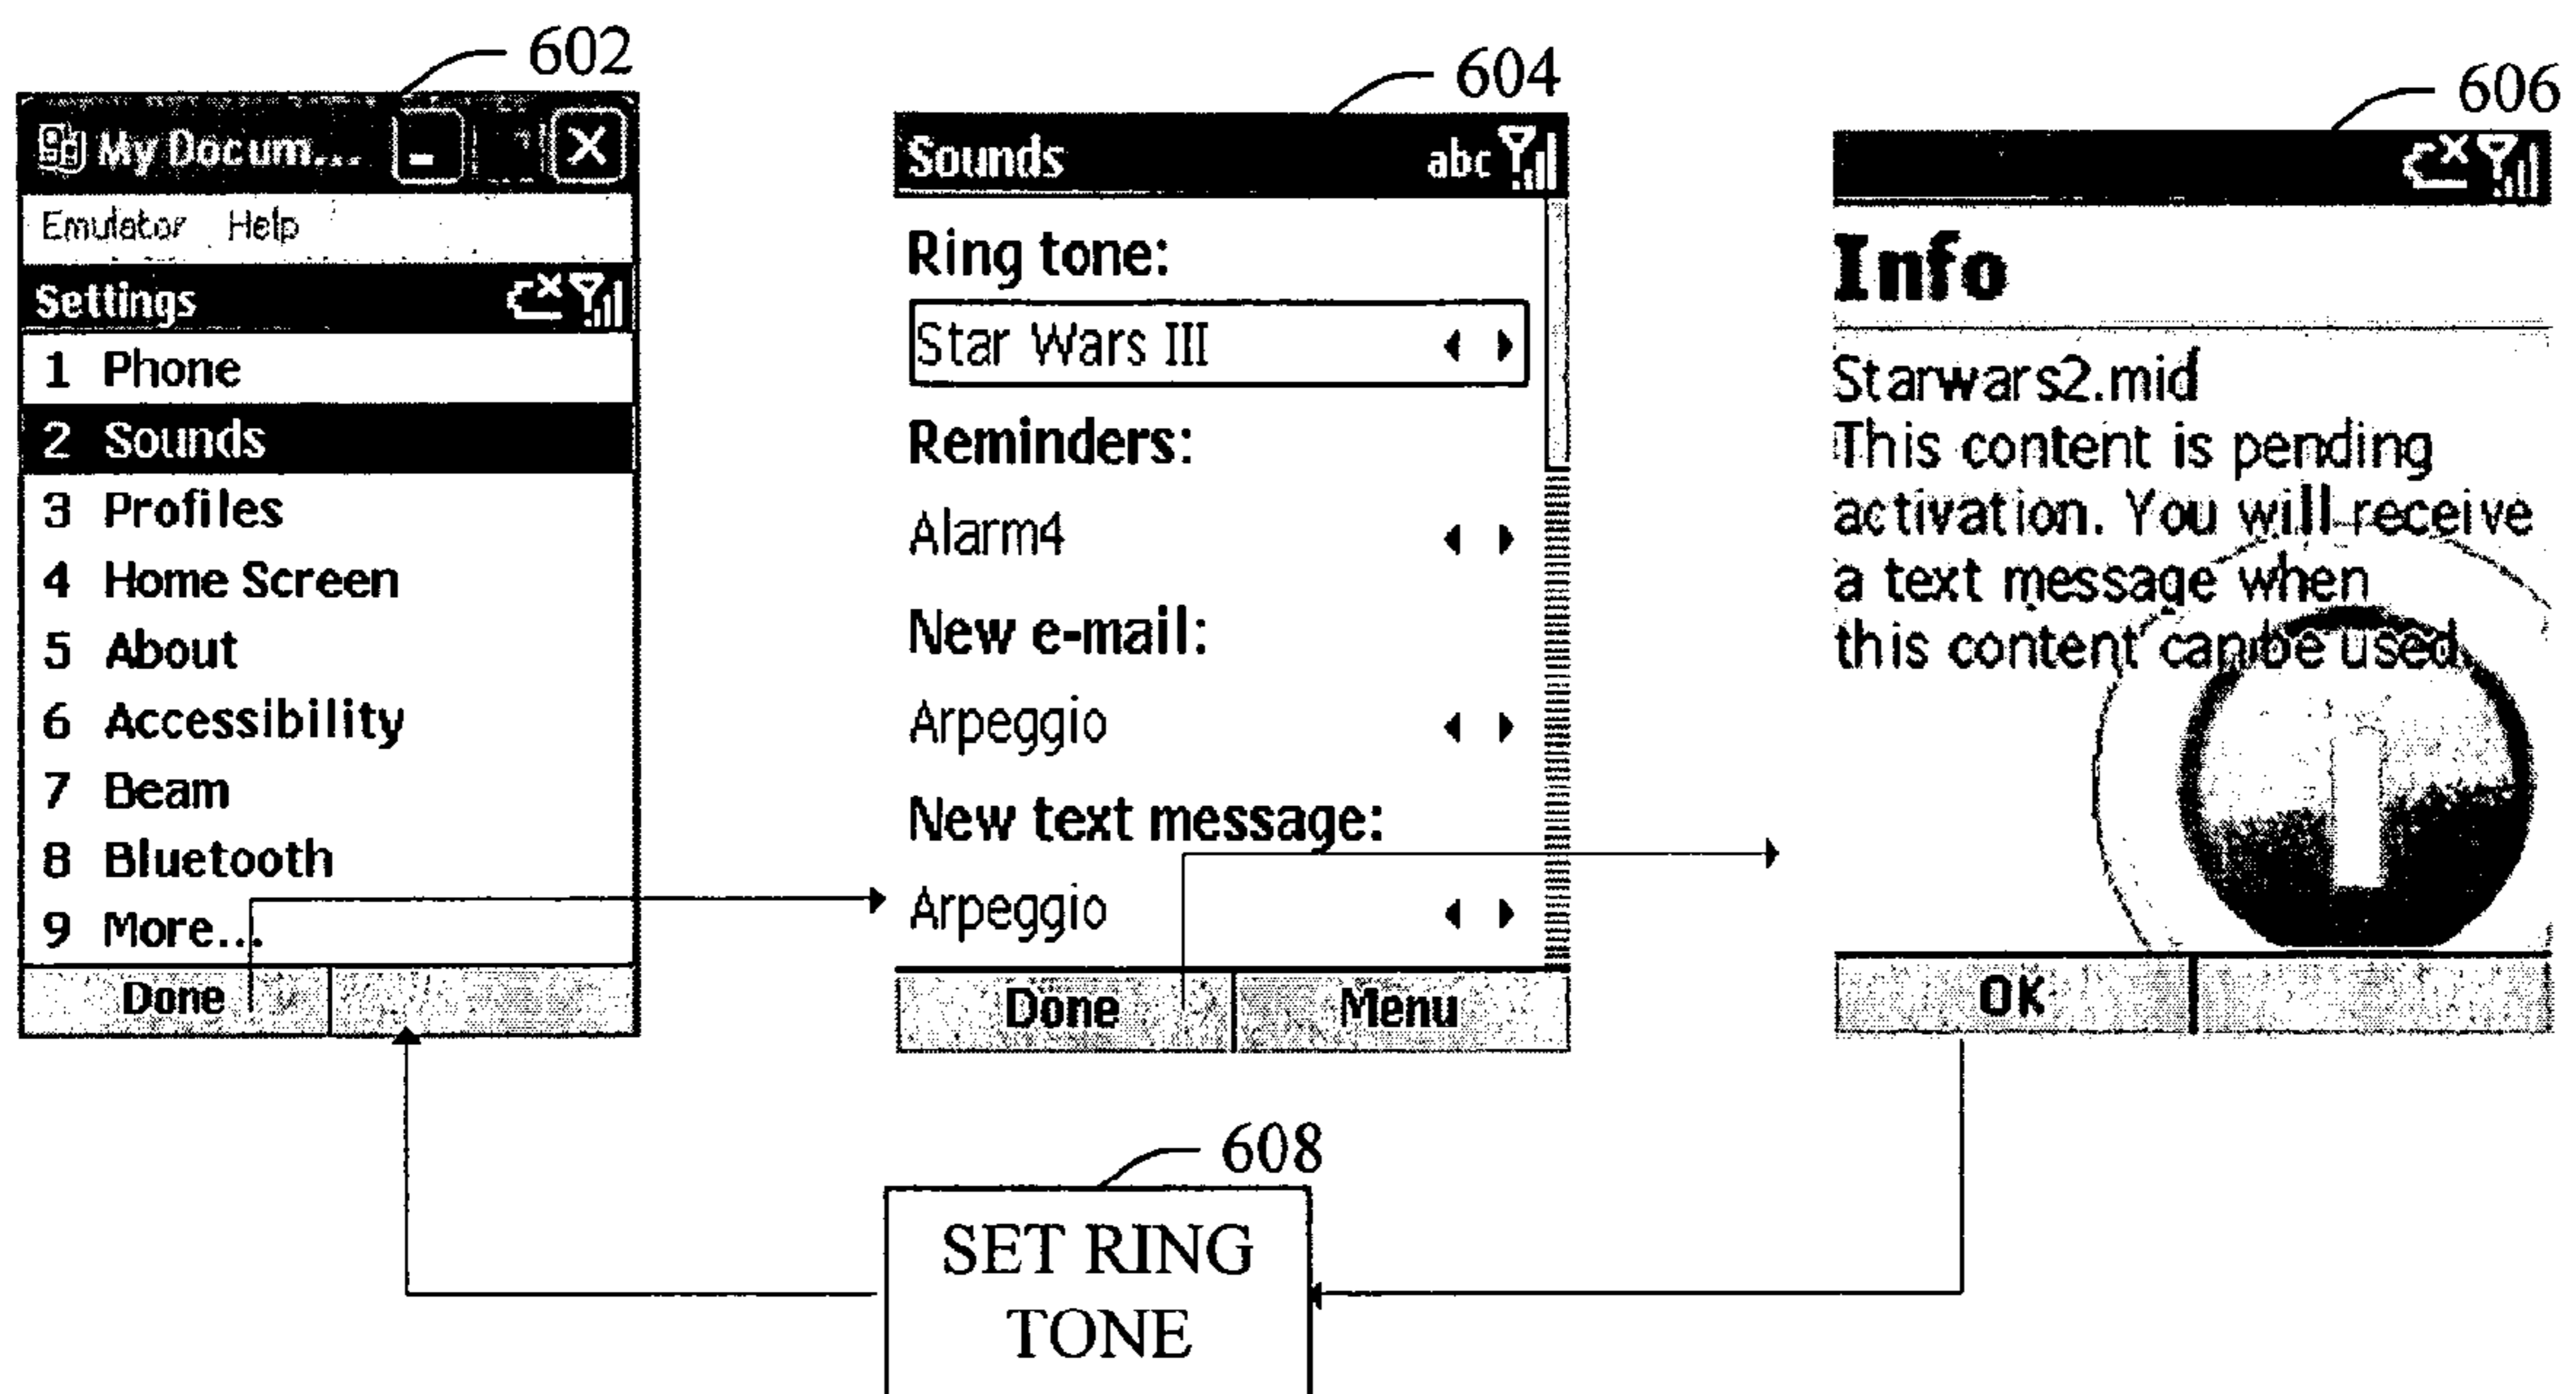 602
My Docum...
Emulator Help
Settings
1 Phone
2 Sounds
3 Profiles
4 Home Screen
5 About
6 Accessibility
7 Beam
8 Bluetooth
9 More...
Done
604
Sounds abc
Ring tone:
Star Wars III
Reminders:
Alarm4
New e-mail:
Arpeggio
New text message:
Arpeggio
Done Menu
606
Info
Starwars2.mid
This content is pending
activation. You will receive
a text message when
this content can be used.
OK
608
SET RING
TONE